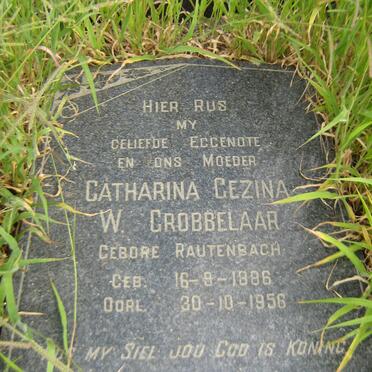 HIER RUS
MY
GELIEFDE EGGENOTE
EN ONS MOEDER
CATHARINA GEZINA
W. GROBBELAAR
GEBORE RAUTENBACH
GEB. 16-9-1886
OORL. 30-10-1956
MY SIEL JOU GOD IS KONING